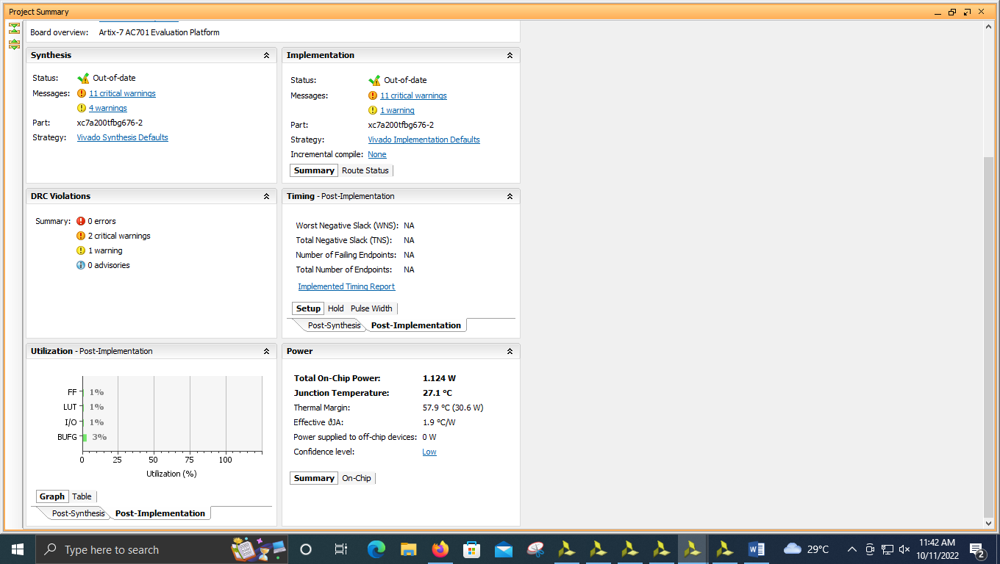 Project Summary
Board overview: Artix-7 AC701 Evaluation Platform
Synthesis
Status: Out-of-date
Messages: 11 critical warnings
4 warnings
Part: xc7a200tfbg676-2
Strategy: Vivado Synthesis Defaults
Implementation
Status: Out-of-date
Messages: 11 critical warnings
1 warning
Part: xc7a200tfbg676-2
Strategy: Vivado Implementation Defaults
Incremental compile: None
Summary Route Status
DRC Violations
Summary: 0 errors
2 critical warnings
1 warning
0 advisories
Timing - Post-Implementation
Worst Negative Slack (WNS): NA
Total Negative Slack (TNS): NA
Number of Failing Endpoints: NA
Total Number of Endpoints: NA
Implemented Timing Report
Setup Hold Pulse Width
Post-Synthesis Post-Implementation
Utilization - Post-Implementation
FF 1%
LUT 1%
I/O 1%
BUFG 3%
0 25 50 75 100
Utilization (%)
Graph Table
Post-Synthesis Post-Implementation
Power
Total On-Chip Power: 1.124 W
Junction Temperature: 27.1 °C
Thermal Margin: 57.9 °C (30.6 W)
Effective ϑJA: 1.9 °C/W
Power supplied to off-chip devices: 0 W
Confidence level: Low
Summary On-Chip
Type here to search
29°C
11:42 AM
10/11/2022
2